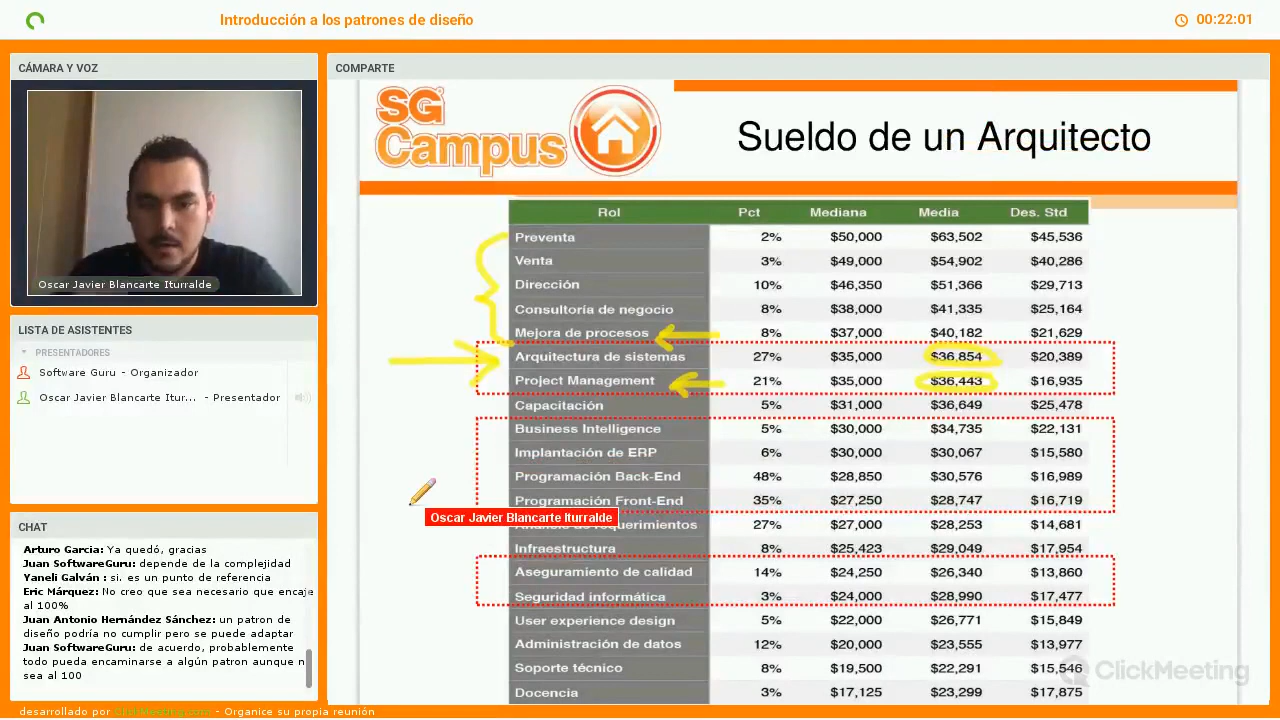 Introducción a los patrones de diseño
00:22:01
CÁMARA Y VOZ
Oscar Javier Blancarte Iturralde
LISTA DE ASISTENTES
PRESENTADORES
Software Guru - Organizador
Oscar Javier Blancarte Itur... - Presentador
CHAT
Arturo Garcia: Ya quedó, gracias
Juan SoftwareGuru: depende de la complejidad
Yaneli Galván : si. es un punto de referencia
Eric Márquez: No creo que sea necesario que encaje
al 100%
Juan Antonio Hernández Sánchez: un patron de
diseño podría no cumplir pero se puede adaptar
Juan SoftwareGuru: de acuerdo, probablemente
todo pueda encaminarse a algún patron aunque n
sea al 100
COMPARTE
SG
Campus
Sueldo de un Arquitecto
Rol Pct Mediana Media Des. Std
Preventa 2% $50,000 $63,502 $45,536
Venta 3% $49,000 $54,902 $40,286
Dirección 10% $46,350 $51,366 $29,713
Consultoría de negocio 8% $38,000 $41,335 $25,164
Mejora de procesos 8% $37,000 $40,182 $21,629
Arquitectura de sistemas 27% $35,000 $36,854 $20,389
Project Management 21% $35,000 $36,443 $16,935
Capacitación 5% $31,000 $36,649 $25,478
Business Intelligence 5% $30,000 $34,735 $22,131
Implantación de ERP 6% $30,000 $30,067 $15,580
Programación Back-End 48% $28,850 $30,576 $16,989
Programación Front-End 35% $27,250 $28,747 $16,719
Oscar Javier Blancarte Iturralde
requerimientos 27% $27,000 $28,253 $14,681
Infraestructura 8% $25,423 $29,049 $17,954
Aseguramiento de calidad 14% $24,250 $26,340 $13,860
Seguridad informática 3% $24,000 $28,990 $17,477
User experience design 5% $22,000 $26,771 $15,849
Administración de datos 12% $20,000 $23,555 $13,977
Soporte técnico 8% $19,500 $22,291 $15,546
Docencia 3% $17,125 $23,299 $17,875
ClickMeeting
desarrollado por ClickMeeting.com - Organice su propia reunión